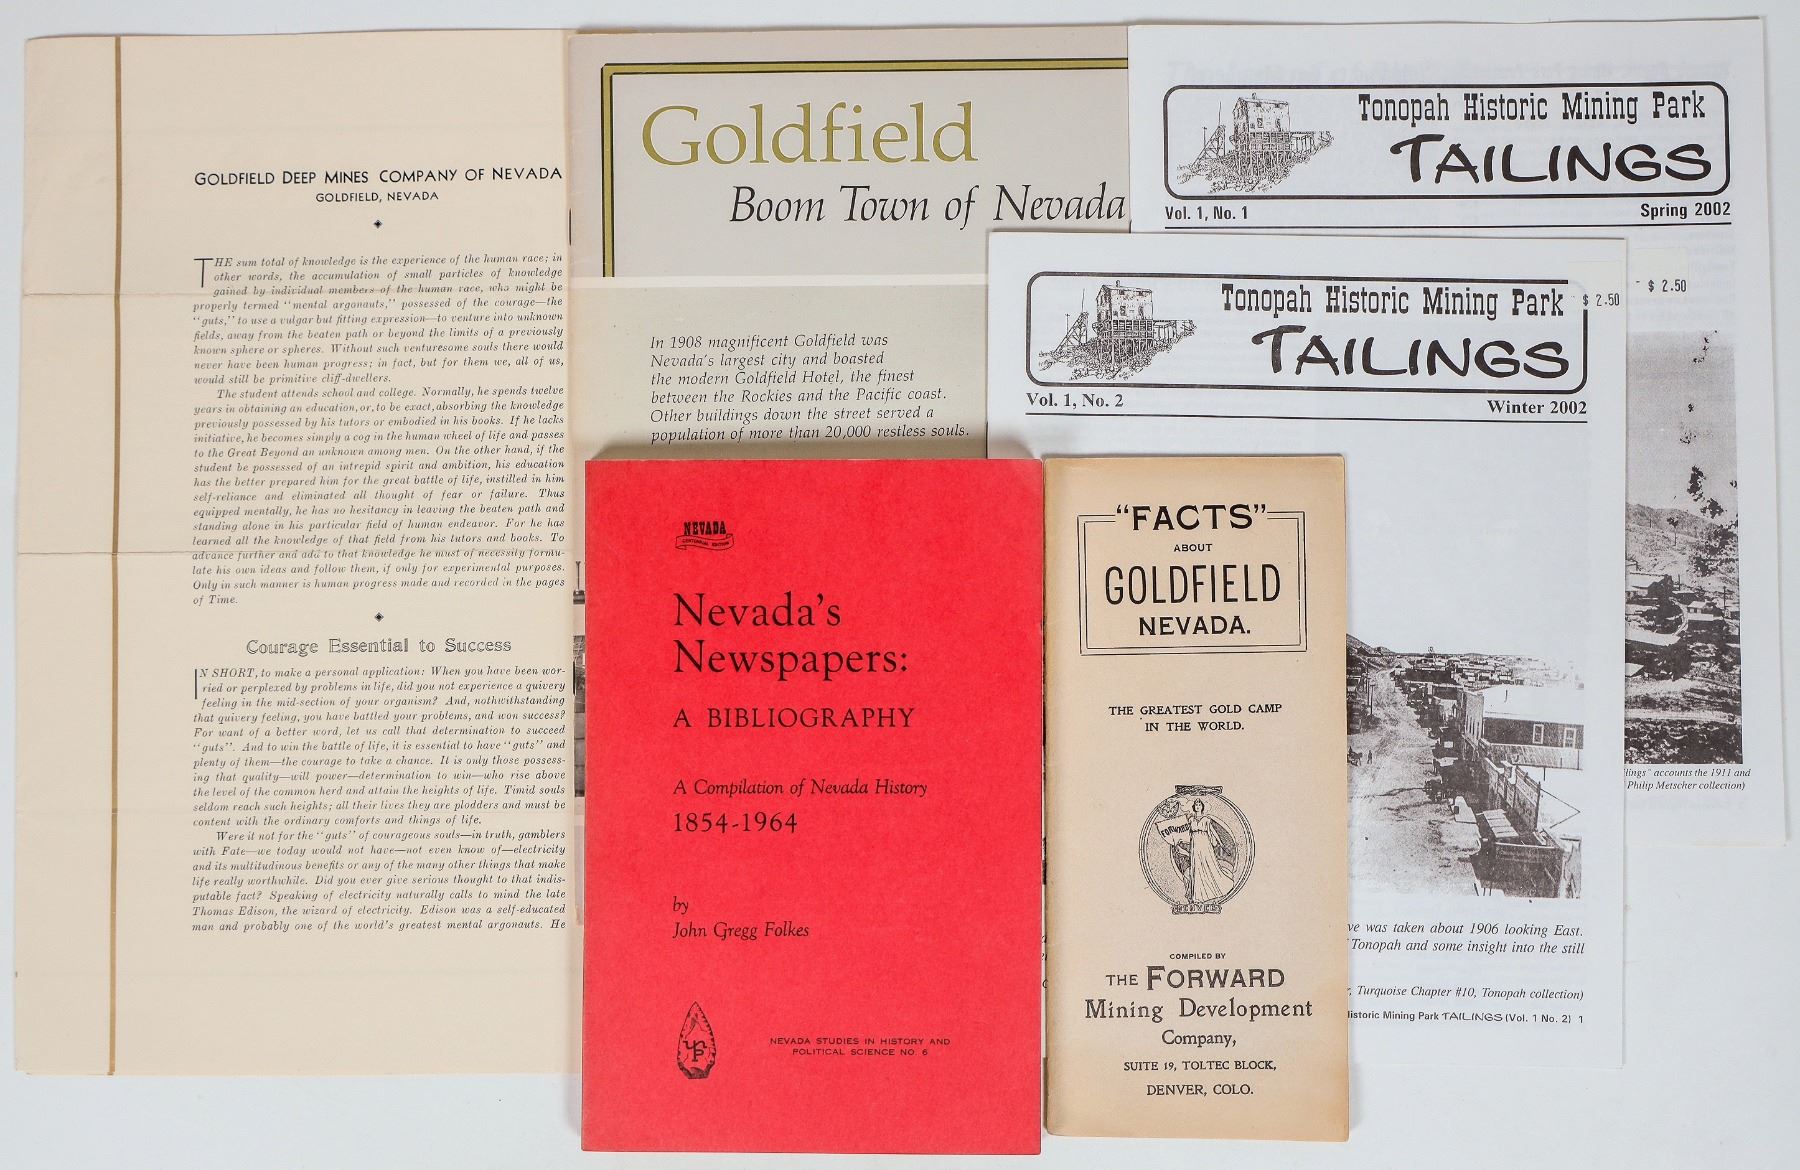 GOLDFIELD DEEP MINES COMPANY OF NEVADA
GOLDFIELD, NEVADA
THE sum total of knowledge is the experience of the human race; in
other words, the accumulation of small particles of knowledge
gained by individual members of the human race, who might be
properly termed "mental argonauts," possessed of the courage—the
"guts," to use a vulgar but fitting expression—to venture into unknown
fields, away from the beaten path or beyond the limits of a previously
known sphere or spheres. Without such venturesome souls there would
never have been human progress; in fact, but for them we, all of us,
would still be primitive cliff-dwellers.
The student attends school and college. Normally, he spends twelve
years in obtaining an education, or, to be exact, absorbing the knowledge
previously possessed by his tutors or embodied in his books. If he lacks
initiative, he becomes simply a cog in the human wheel of life and passes
to the Great Beyond an unknown among men. On the other hand, if the
student be possessed of an intrepid spirit and ambition, his education
has the better prepared him for the great battle of life, instilled in him
self-reliance and eliminated all thought of fear or failure. Thus
equipped mentally, he has no hesitancy in leaving the beaten path and
standing alone in his particular field of human endeavor. For he has
learned all the knowledge of that field from his tutors and books. To
advance further and add to that knowledge he must of necessity formu-
late his own ideas and follow them, if only for experimental purposes.
Only in such manner is human progress made and recorded in the pages
of Time.
Courage Essential to Success
IN SHORT, to make a personal application: When you have been wor-
ried or perplexed by problems in life, did you not experience a quivery
feeling in the mid-section of your organism? And, notwithstanding
that quivery feeling, you have battled your problems, and won success?
For want of a better word, let us call that determination to succeed
"guts". And to win the battle of life, it is essential to have "guts" and
plenty of them—the courage to take a chance. It is only those possess-
ing that quality—will power—determination to win—who rise above
the level of the common herd and attain the heights of life. Timid souls
seldom reach such heights; all their lives they are plodders and must be
content with the ordinary comforts and things of life.
Were it not for the "guts" of courageous souls—in truth, gamblers
with Fate—we today would not have—not even know of—electricity
and its multitudinous benefits or any of the many other things that make
life really worthwhile. Did you ever give serious thought to that indis-
putable fact? Speaking of electricity naturally calls to mind the late
Thomas Edison, the wizard of electricity. Edison was a self-educated
man and probably one of the world's greatest mental argonauts. He
Goldfield
Boom Town of Nevada
In 1908 magnificent Goldfield was
Nevada's largest city and boasted
the modern Goldfield Hotel, the finest
between the Rockies and the Pacific coast.
Other buildings down the street served a
population of more than 20,000 restless souls.
Tonopah Historic Mining Park
TAILINGS
Vol. 1, No. 1
Spring 2002
$ 2.50
lings" accounts the 1911 and
Philip Metscher collection)
Tonopah Historic Mining Park
TAILINGS
$ 2.50
Vol. 1, No. 2
Winter 2002
ve was taken about 1906 looking East.
Tonopah and some insight into the still
r, Turquoise Chapter #10, Tonopah collection)
istoric Mining Park TAILINGS (Vol. 1 No. 2) 1
NEVADA
CENTENNIAL EDITION
Nevada's
Newspapers:
A BIBLIOGRAPHY
A Compilation of Nevada History
1854-1964
by
John Gregg Folkes
NEVADA STUDIES IN HISTORY AND
POLITICAL SCIENCE NO. 6
"FACTS"
ABOUT
GOLDFIELD
NEVADA.
THE GREATEST GOLD CAMP
IN THE WORLD.
FORWARD
DENVER
COMPILED BY
THE FORWARD
Mining Development
Company,
SUITE 19, TOLTEC BLOCK,
DENVER, COLO.